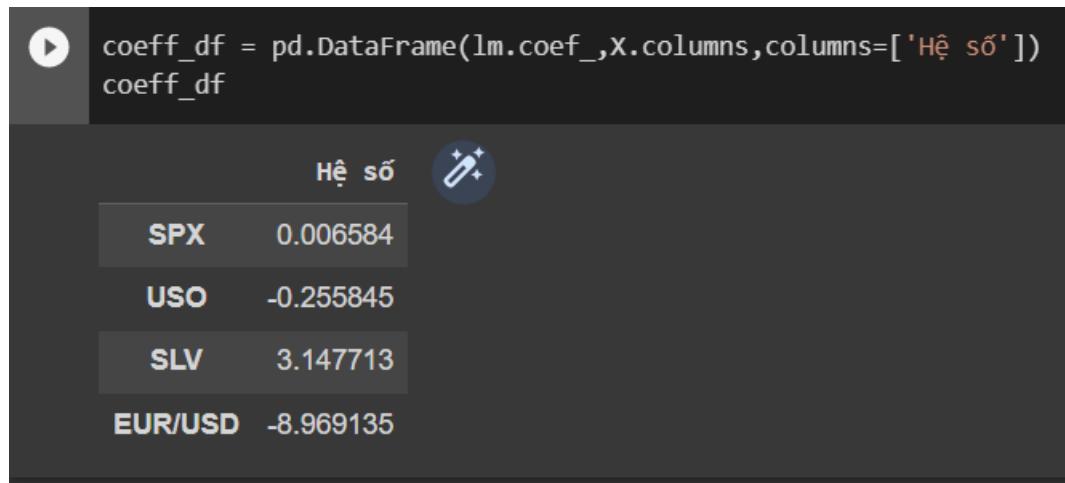 coeff_df = pd.DataFrame(lm.coef_,X.columns,columns=['Hệ số'])
coeff_df
Hệ số
SPX 0.006584
USO -0.255845
SLV 3.147713
EUR/USD -8.969135